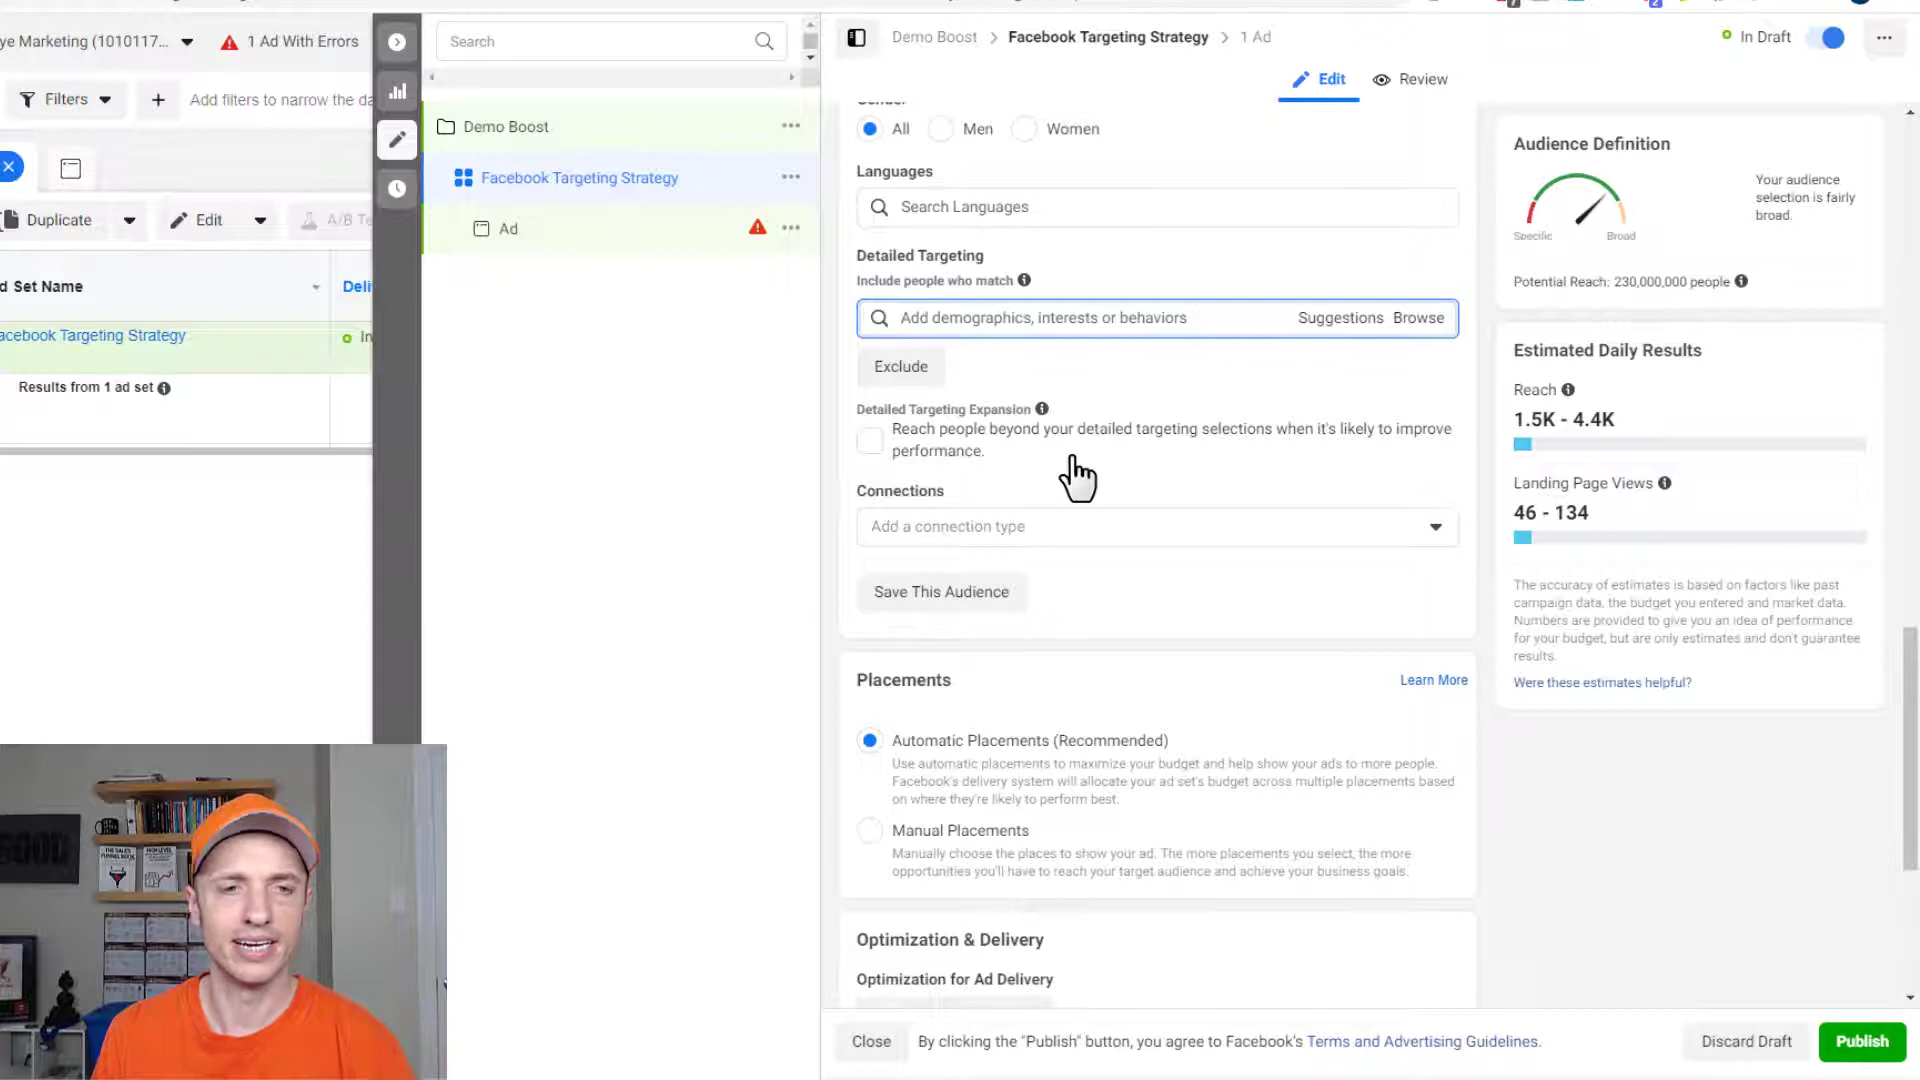 ye Marketing (1010117...
1 Ad With Errors
Filters
Add filters to narrow the da
Duplicate
Edit
A/B Te
d Set Name
Deli
acebook Targeting Strategy
In
Results from 1 ad set
Search
Demo Boost
Facebook Targeting Strategy
Ad
Demo Boost > Facebook Targeting Strategy > 1 Ad
In Draft
Edit
Review
Gender
All
Men
Women
Languages
Search Languages
Detailed Targeting
Include people who match
Add demographics, interests or behaviors
Suggestions
Browse
Exclude
Detailed Targeting Expansion
Reach people beyond your detailed targeting selections when it's likely to improve
performance.
Connections
Add a connection type
Save This Audience
Placements
Learn More
Automatic Placements (Recommended)
Use automatic placements to maximize your budget and help show your ads to more people.
Facebook's delivery system will allocate your ad set's budget across multiple placements based
on where they're likely to perform best.
Manual Placements
Manually choose the places to show your ad. The more placements you select, the more
opportunities you'll have to reach your target audience and achieve your business goals.
Optimization & Delivery
Optimization for Ad Delivery
Audience Definition
Your audience
selection is fairly
broad.
Specific
Broad
Potential Reach: 230,000,000 people
Estimated Daily Results
Reach
1.5K - 4.4K
Landing Page Views
46 - 134
The accuracy of estimates is based on factors like past
campaign data, the budget you entered and market data.
Numbers are provided to give you an idea of performance
for your budget, but are only estimates and don't guarantee
results.
Were these estimates helpful?
Close
By clicking the "Publish" button, you agree to Facebook's Terms and Advertising Guidelines.
Discard Draft
Publish